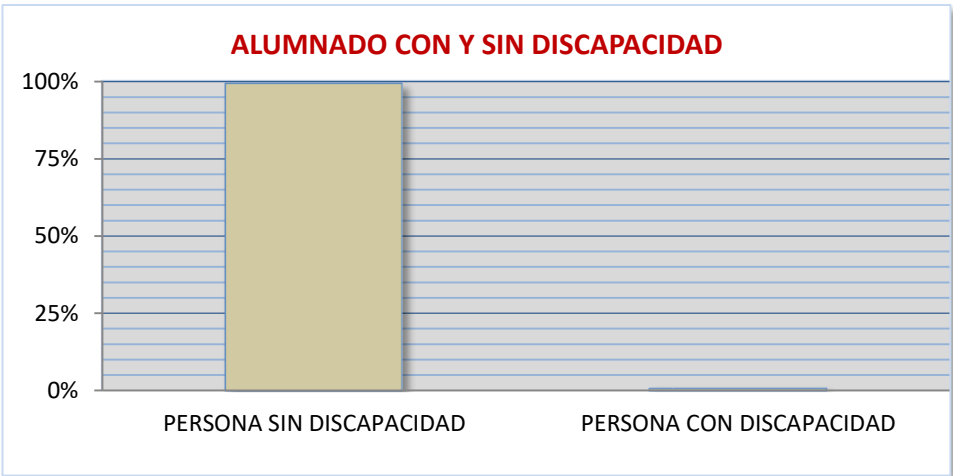 ALUMNADO CON Y SIN DISCAPACIDAD
100%
75%
50%
25%
0%
PERSONA SIN DISCAPACIDAD
PERSONA CON DISCAPACIDAD